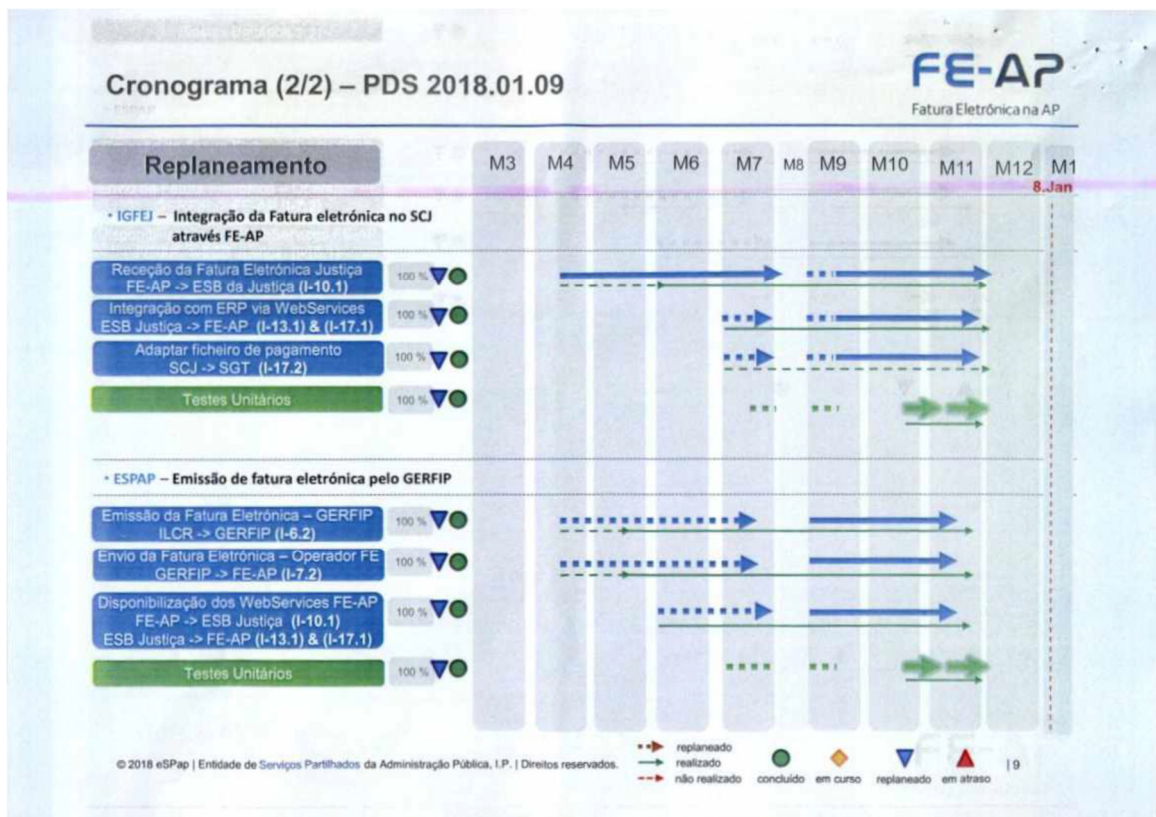 Cronograma (2/2) – PDS 2018.01.09
FE-AP
Fatura Eletrónica na AP
Replaneamento
M3 M4 M5 M6 M7 M8 M9 M10 M11 M12 M1
8.Jan
• IGFEJ – Integração da Fatura eletrónica no SCJ
através FE-AP
Receção da Fatura Eletrónica Justiça
FE-AP -> ESB da Justiça (I-10.1)
100 %
Integração com ERP via WebServices
ESB Justiça -> FE-AP (I-13.1) & (I-17.1)
100 %
Adaptar ficheiro de pagamento
SCJ -> SGT (I-17.2)
100 %
Testes Unitários
100 %
• ESPAP – Emissão de fatura eletrónica pelo GERFIP
Emissão da Fatura Eletrónica – GERFIP
ILCR -> GERFIP (I-6.2)
100 %
Envio da Fatura Eletrónica – Operador FE
GERFIP -> FE-AP (I-7.2)
100 %
Disponibilização dos WebServices FE-AP
FE-AP -> ESB Justiça (I-10.1)
ESB Justiça -> FE-AP (I-13.1) & (I-17.1)
100 %
Testes Unitários
100 %
© 2018 eSPap | Entidade de Serviços Partilhados da Administração Pública, I.P. | Direitos reservados.
replaneado
realizado
não realizado
concluído em curso replaneado em atraso
|9